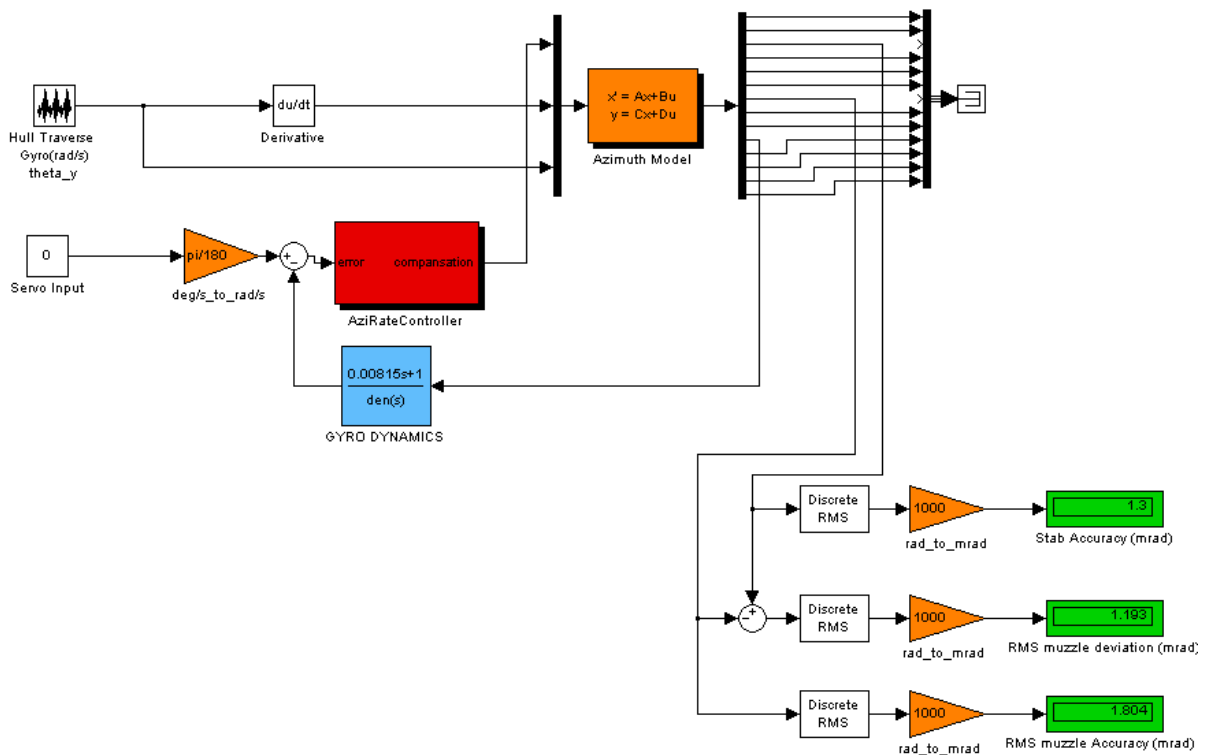 du/dt
Hull Traverse
Gyro(rad/s)
theta_y
Derivative
x' = Ax+Bu
y = Cx+Du
Azimuth Model
0
Servo Input
pi/180
deg/s_to_rad/s
+
−
error
compansation
AziRateController
0.00815s+1
den(s)
GYRO DYNAMICS
Discrete
RMS
1000
rad_to_mrad
1.3
Stab Accuracy (mrad)
+
−
Discrete
RMS
1000
rad_to_mrad
1.193
RMS muzzle deviation (mrad)
Discrete
RMS
1000
rad_to_mrad
1.804
RMS muzzle Accuracy (mrad)